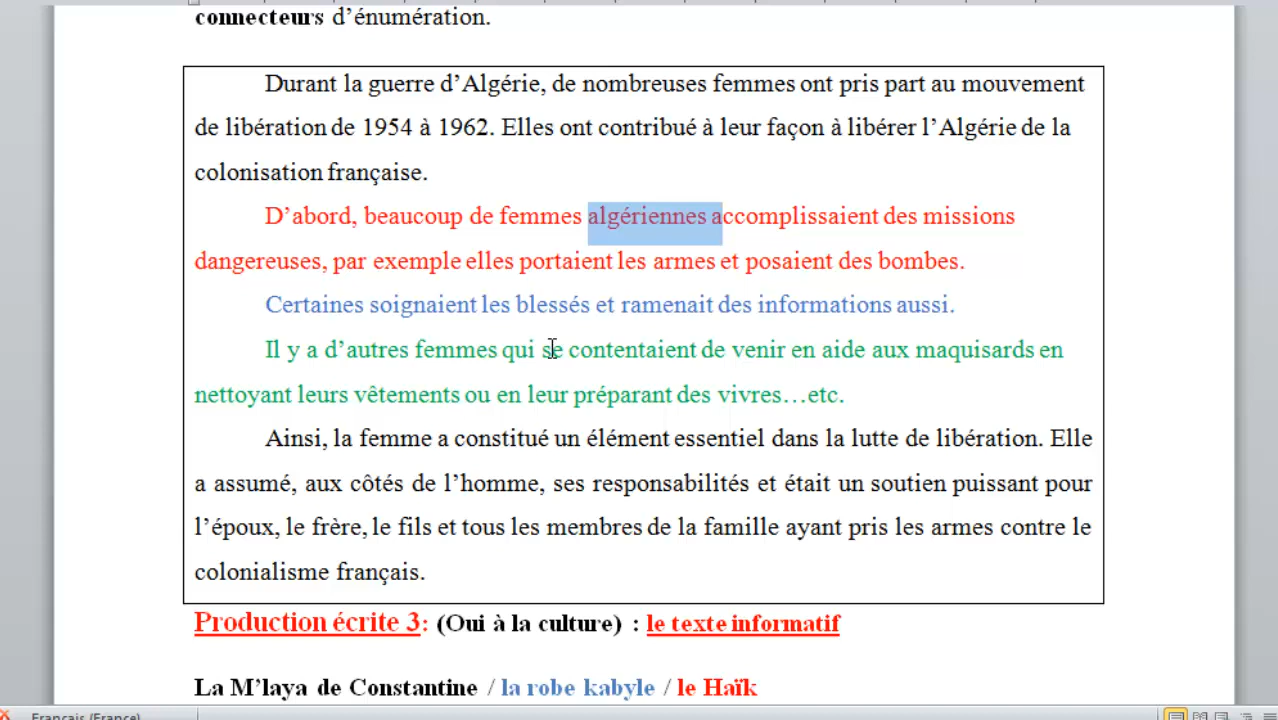 connecteurs d’énumération.
Durant la guerre d’Algérie, de nombreuses femmes ont pris part au mouvement
de libération de 1954 à 1962. Elles ont contribué à leur façon à libérer l’Algérie de la
colonisation française.
D’abord, beaucoup de femmes algériennes accomplissaient des missions
dangereuses, par exemple elles portaient les armes et posaient des bombes.
Certaines soignaient les blessés et ramenait des informations aussi.
Il y a d’autres femmes qui se contentaient de venir en aide aux maquisards en
nettoyant leurs vêtements ou en leur préparant des vivres…etc.
Ainsi, la femme a constitué un élément essentiel dans la lutte de libération. Elle
a assumé, aux côtés de l’homme, ses responsabilités et était un soutien puissant pour
l’époux, le frère, le fils et tous les membres de la famille ayant pris les armes contre le
colonialisme français.
Production écrite 3: (Oui à la culture) : le texte informatif
La M’laya de Constantine / la robe kabyle / le Haïk
Français (France)